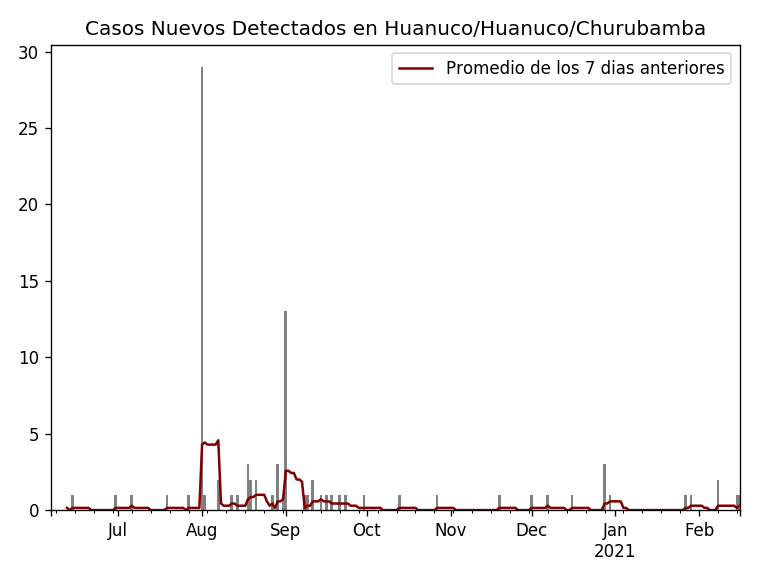 Casos Nuevos Detectados en Huanuco/Huanuco/Churubamba
Promedio de los 7 dias anteriores
30
25
20
15
10
5
0
Jul Aug Sep Oct Nov Dec Jan Feb
2021